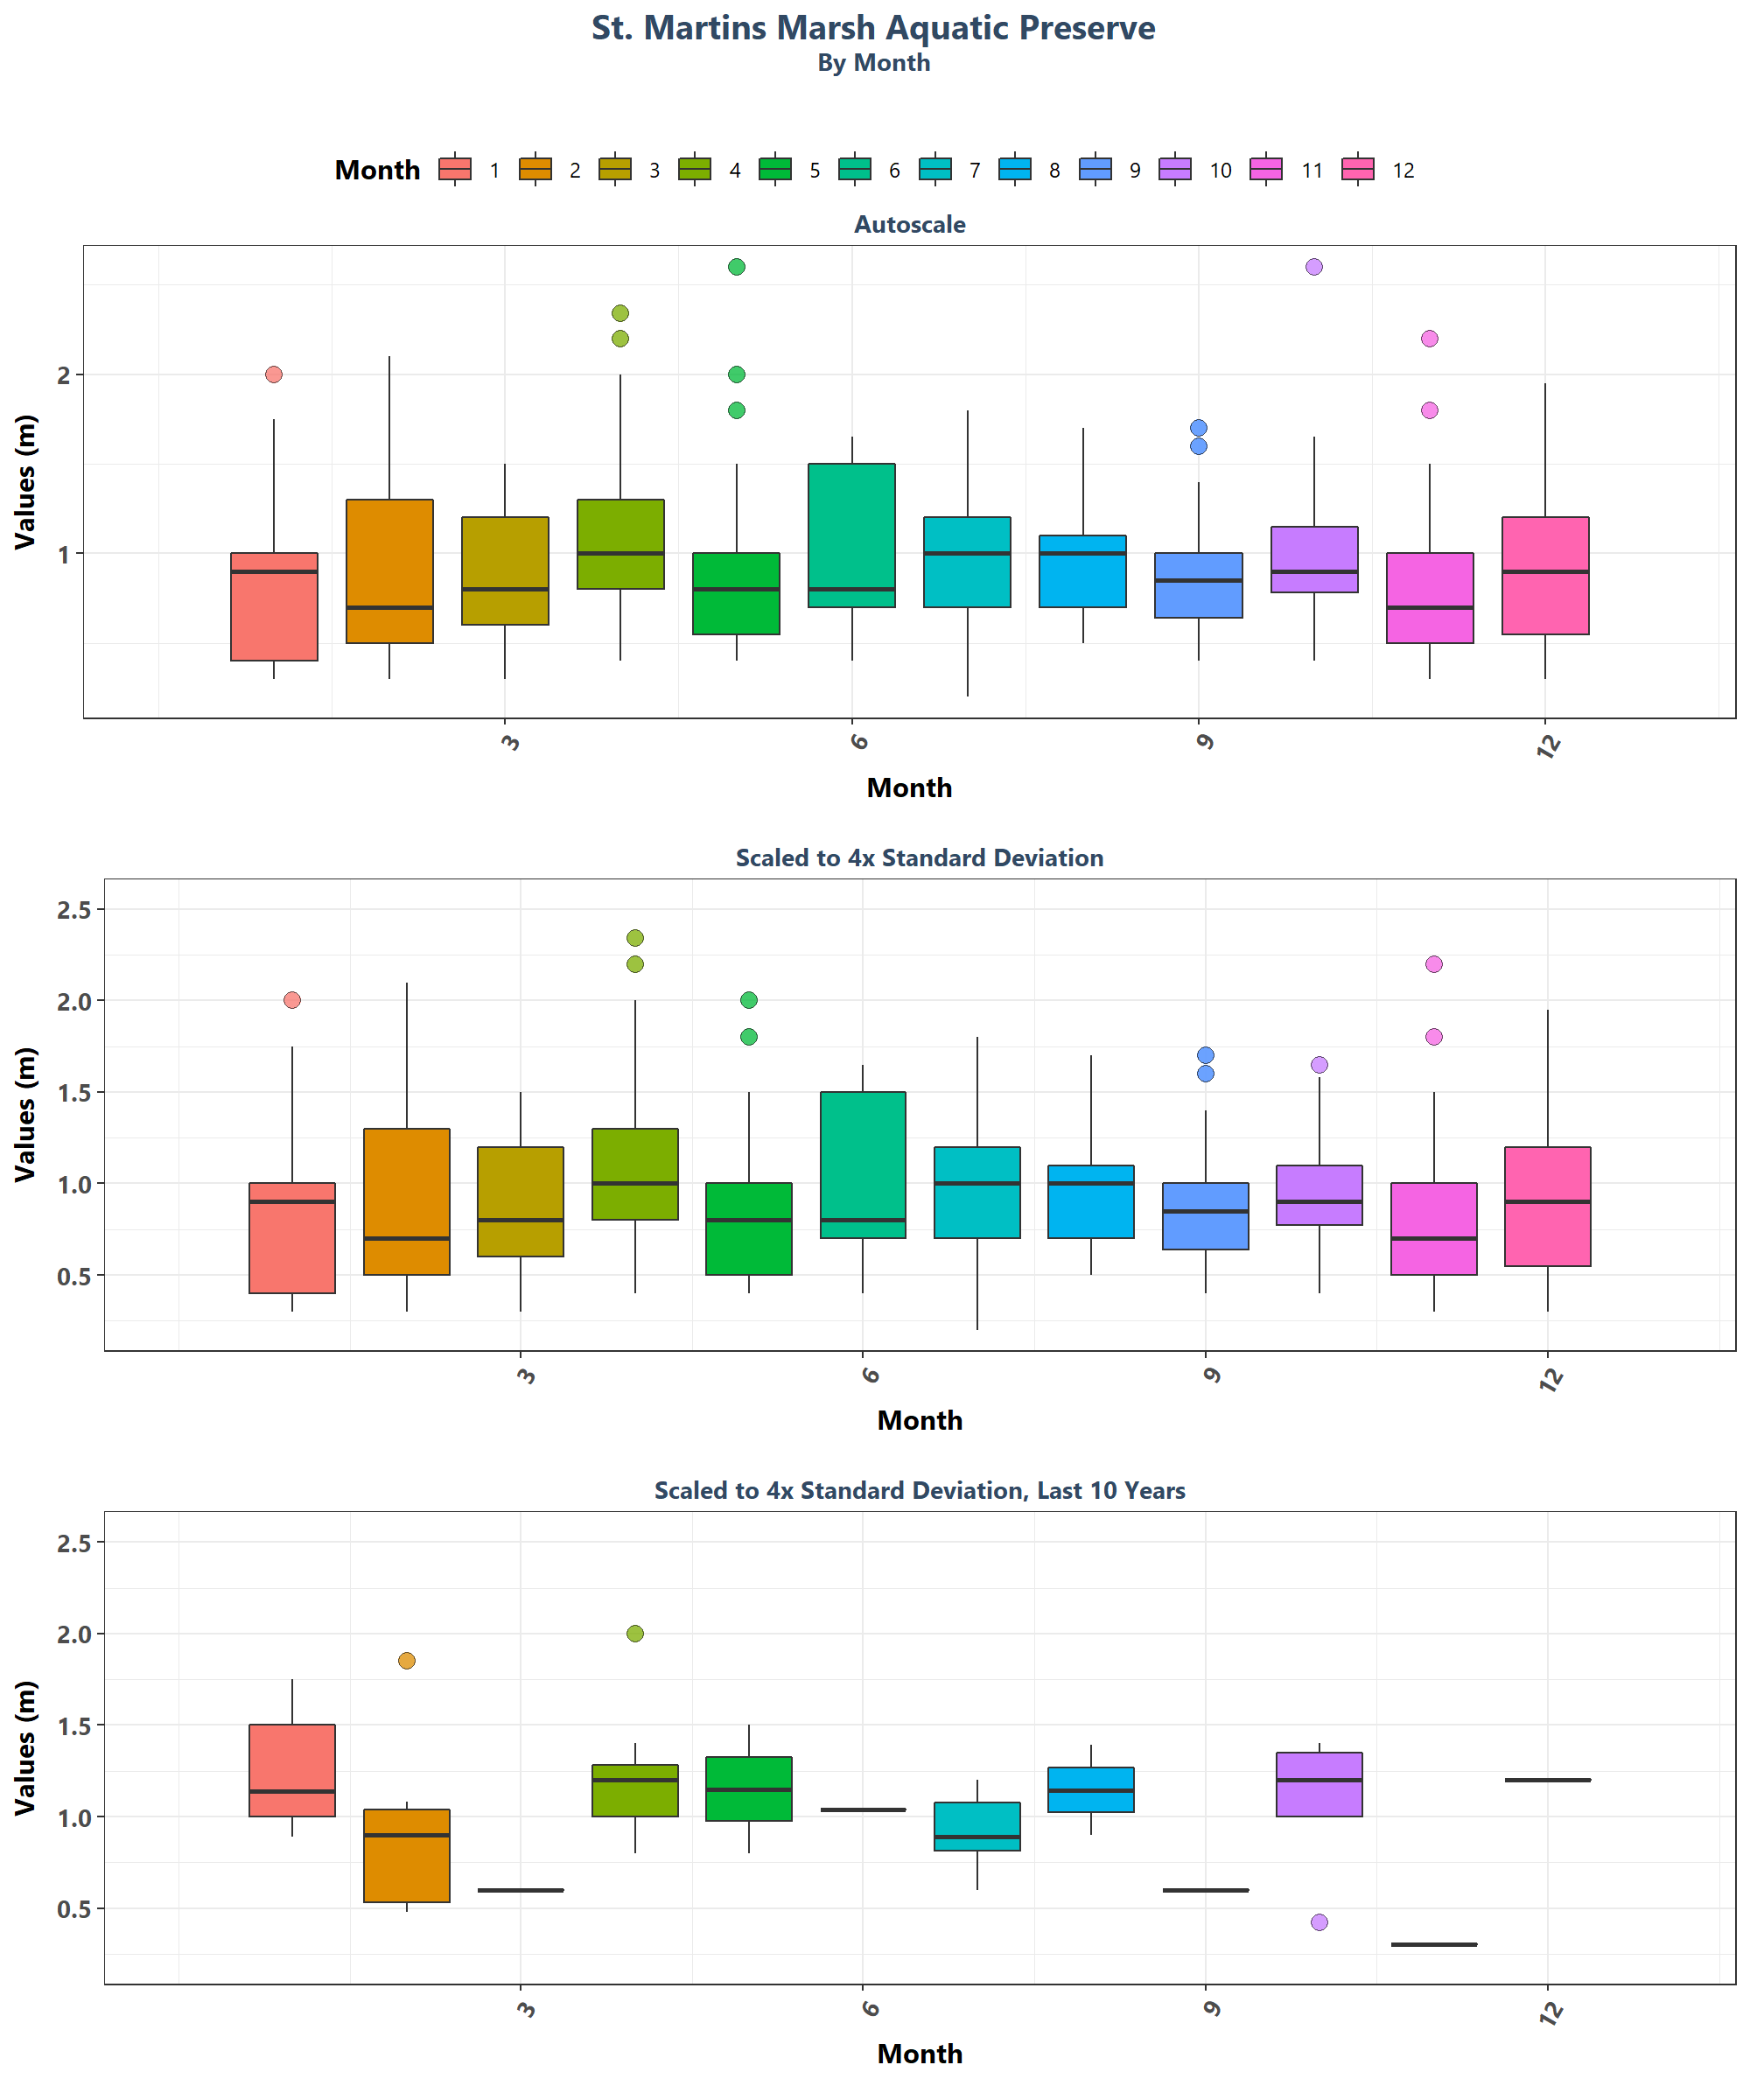 St. Martins Marsh Aquatic Preserve
By Month
Month 1 2 3 4 5 6 7 8 9 10 11 12
Autoscale
Values (m)
2
1
3 6 9 12
Month
Scaled to 4x Standard Deviation
Values (m)
2.5
2.0
1.5
1.0
0.5
3 6 9 12
Month
Scaled to 4x Standard Deviation, Last 10 Years
Values (m)
2.5
2.0
1.5
1.0
0.5
3 6 9 12
Month